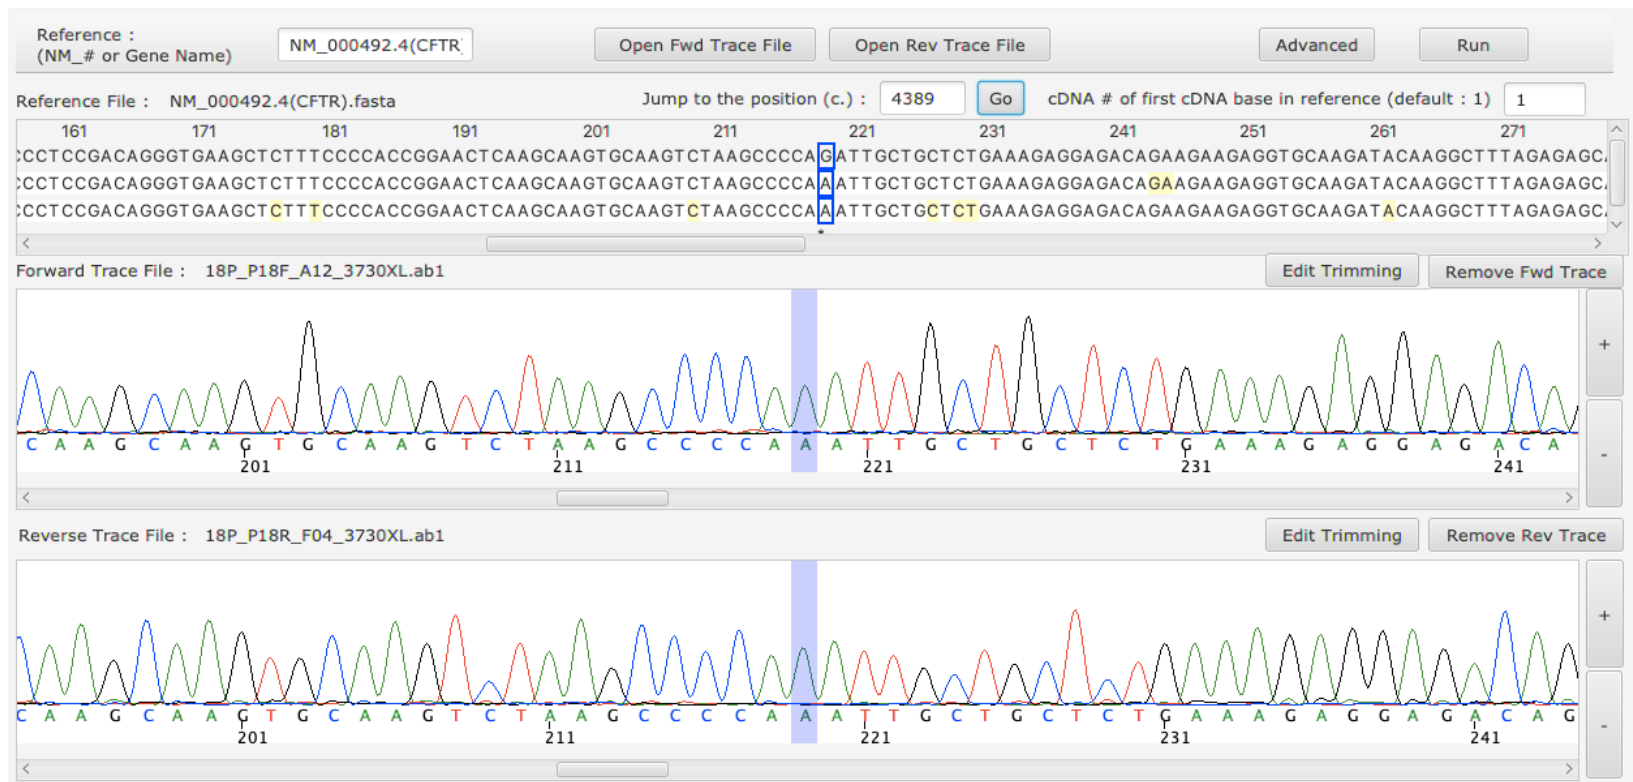 Reference :
(NM_# or Gene Name)
NM_000492.4(CFTR)
Open Fwd Trace File
Open Rev Trace File
Advanced
Run
Reference File : NM_000492.4(CFTR).fasta
Jump to the position (c.) : 4389
Go
cDNA # of first cDNA base in reference (default : 1) 1
161 171 181 191 201 211 221 231 241 251 261 271
CCCTCCGACAGGGTGAAGCTCTTTCCCCACCGGAACTCAAGCAAGTGCAAGTCTAAGCCCCAGATTGCTGCTCTGAAAGAGGAGACAGAAGAAGAGGTGCAAGATACAAGGCTTTAGAGAGC
CCCTCCGACAGGGTGAAGCTCTTTCCCCACCGGAACTCAAGCAAGTGCAAGTCTAAGCCCCAAATTGCTGCTCTGAAAGAGGAGACAGAAGAAGAGGTGCAAGATACAAGGCTTTAGAGAGC
CCCTCCGACAGGGTGAAGCTCTTTCCCCACCGGAACTCAAGCAAGTGCAAGTCTAAGCCCCAAATTGCTGCTCTGAAAGAGGAGACAGAAGAAGAGGTGCAAGATACAAGGCTTTAGAGAGC
*
Forward Trace File : 18P_P18F_A12_3730XL.ab1
Edit Trimming
Remove Fwd Trace
+
C A A G C A A G T G C A A G T C T A A G C C C C A A A T T G C T G C T C T G A A A G A G G A G A C A
201 211 221 231 241
-
Reverse Trace File : 18P_P18R_F04_3730XL.ab1
Edit Trimming
Remove Rev Trace
+
C A A G C A A G T G C A A G T C T A A G C C C C A A A T T G C T G C T C T G A A A G A G G A G A C A G
201 211 221 231 241
-